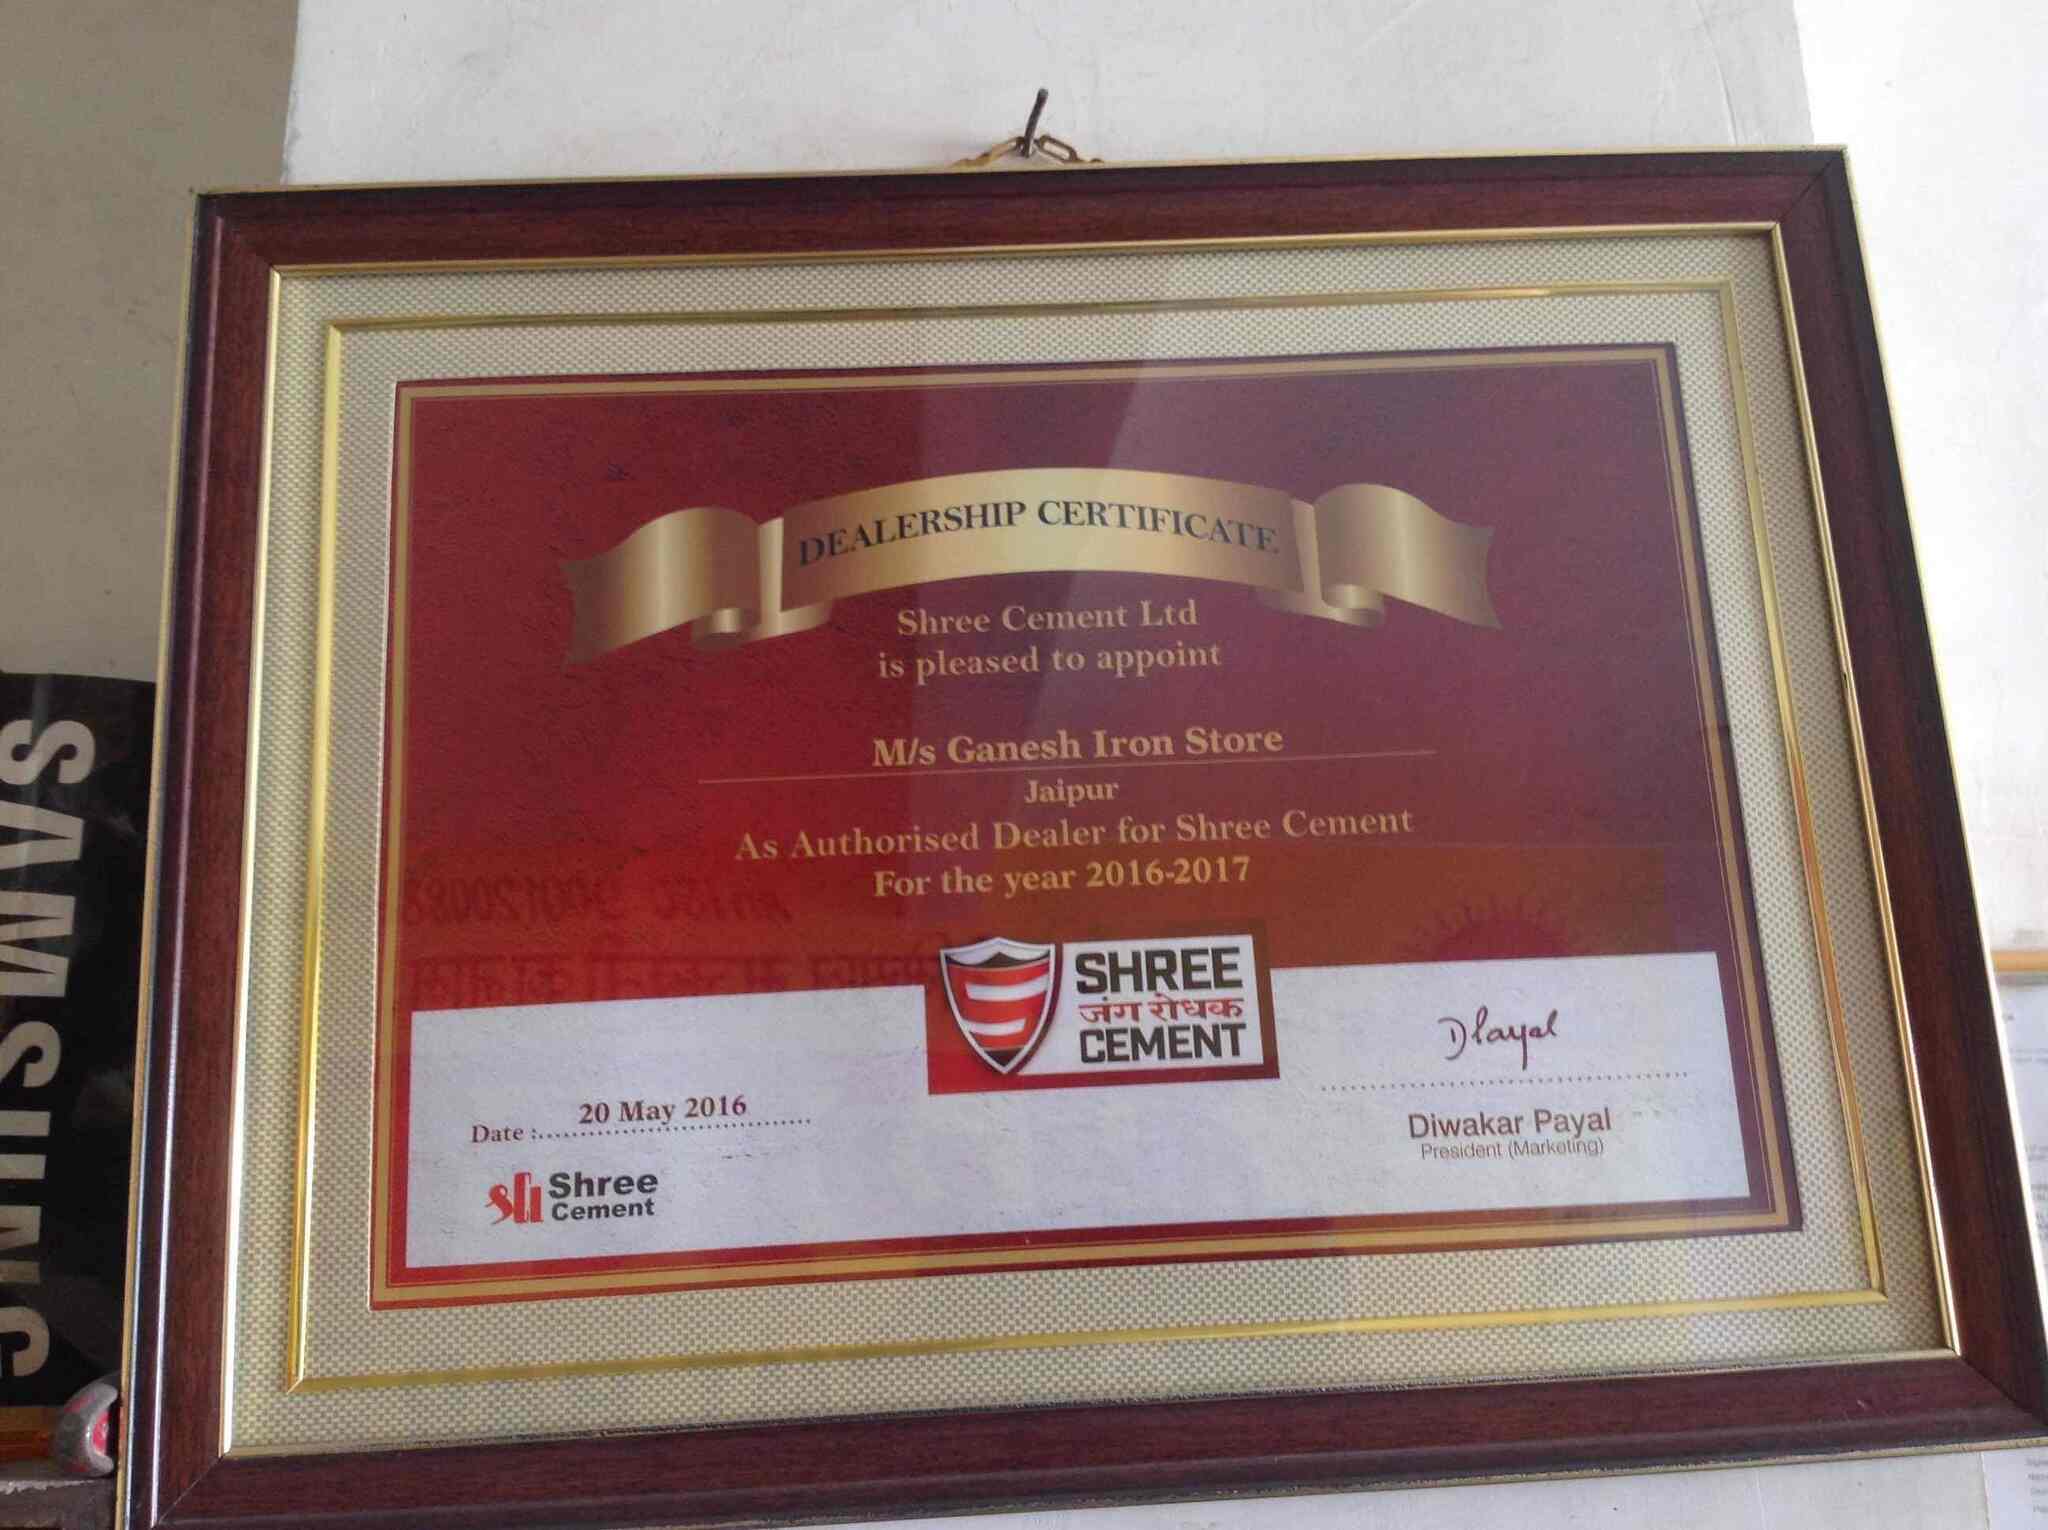 DEALERSHIP CERTIFICATE
Shree Cement Ltd
is pleased to appoint
M/s Ganesh Iron Store
Jaipur
As Authorised Dealer for Shree Cement
For the year 2016-2017
SHREE
जंग रोधक
CEMENT
Date :
20 May 2016
Shree
Cement
DPayal
Diwakar Payal
President (Marketing)
SAMSUNG